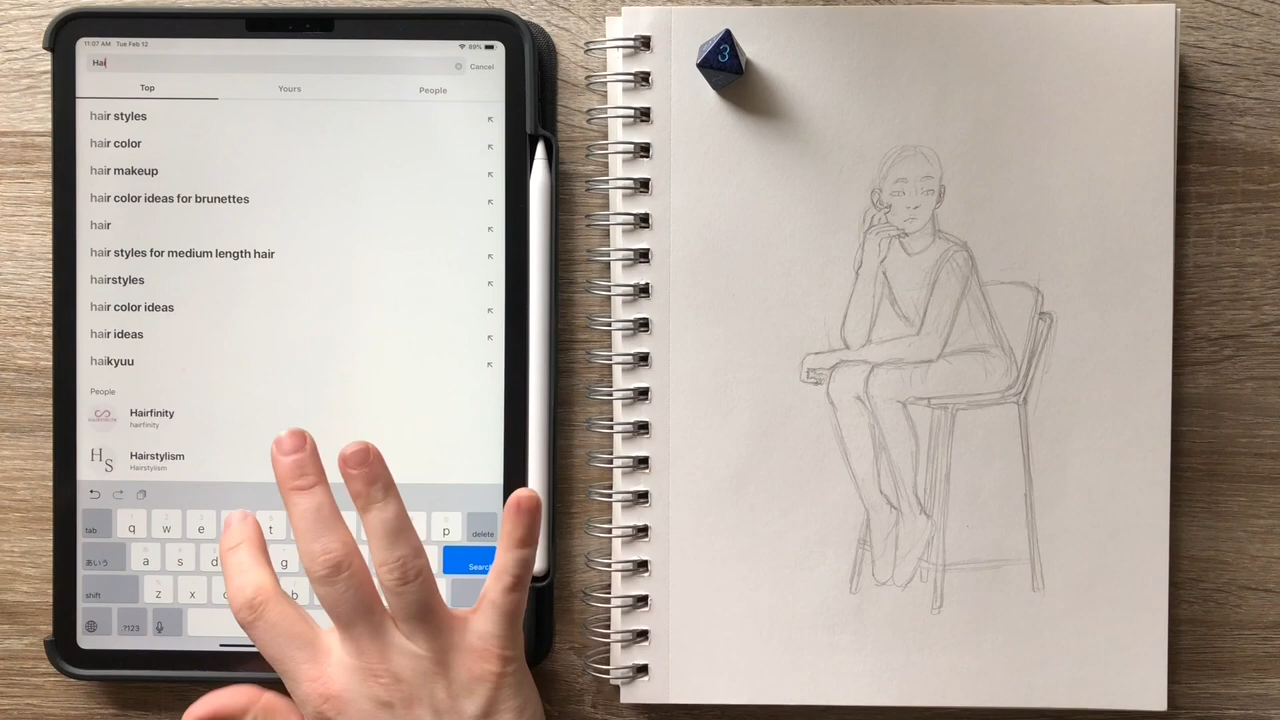 11:07 AM Tue Feb 12
89%
Hai
Cancel
Top Yours People
hair styles
hair color
hair makeup
hair color ideas for brunettes
hair
hair styles for medium length hair
hairstyles
hair color ideas
hair ideas
haikyuu
People
Hairfinity
hairfinity
HS
Hairstylism
Hairstylism
tab q w e t p delete
あいう a s d g Search
shift z x
.?123
3